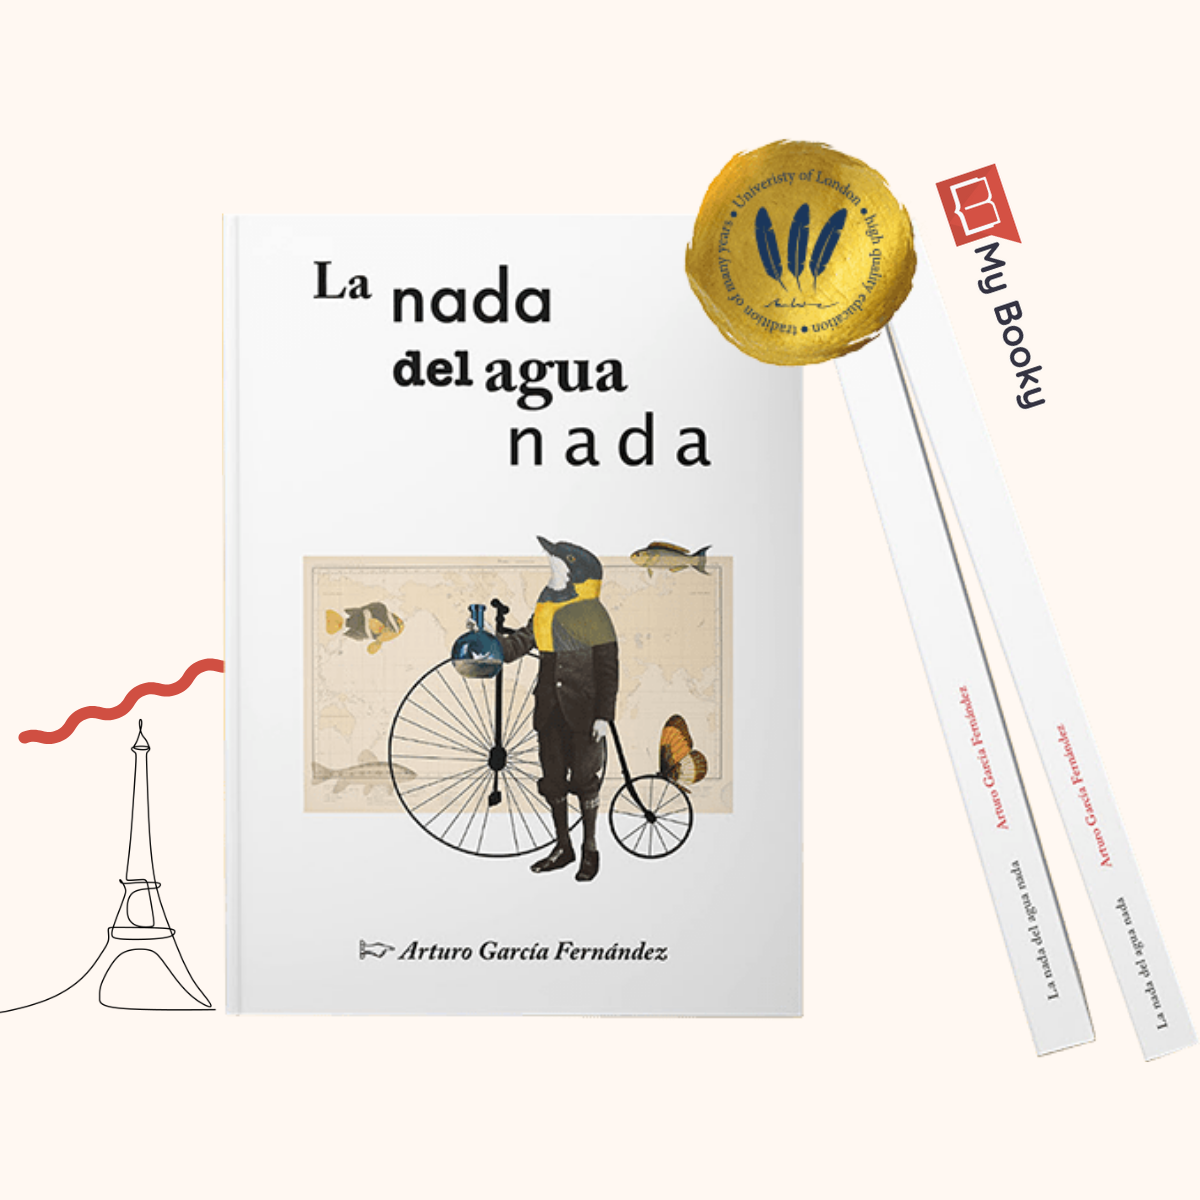 La
nada
del agua
nada
Arturo García Fernández
Univeristy of London • high quality education • tradition of many years •
My Booky
La nada del agua nada Arturo García Fernández
La nada del agua nada Arturo García Fernández